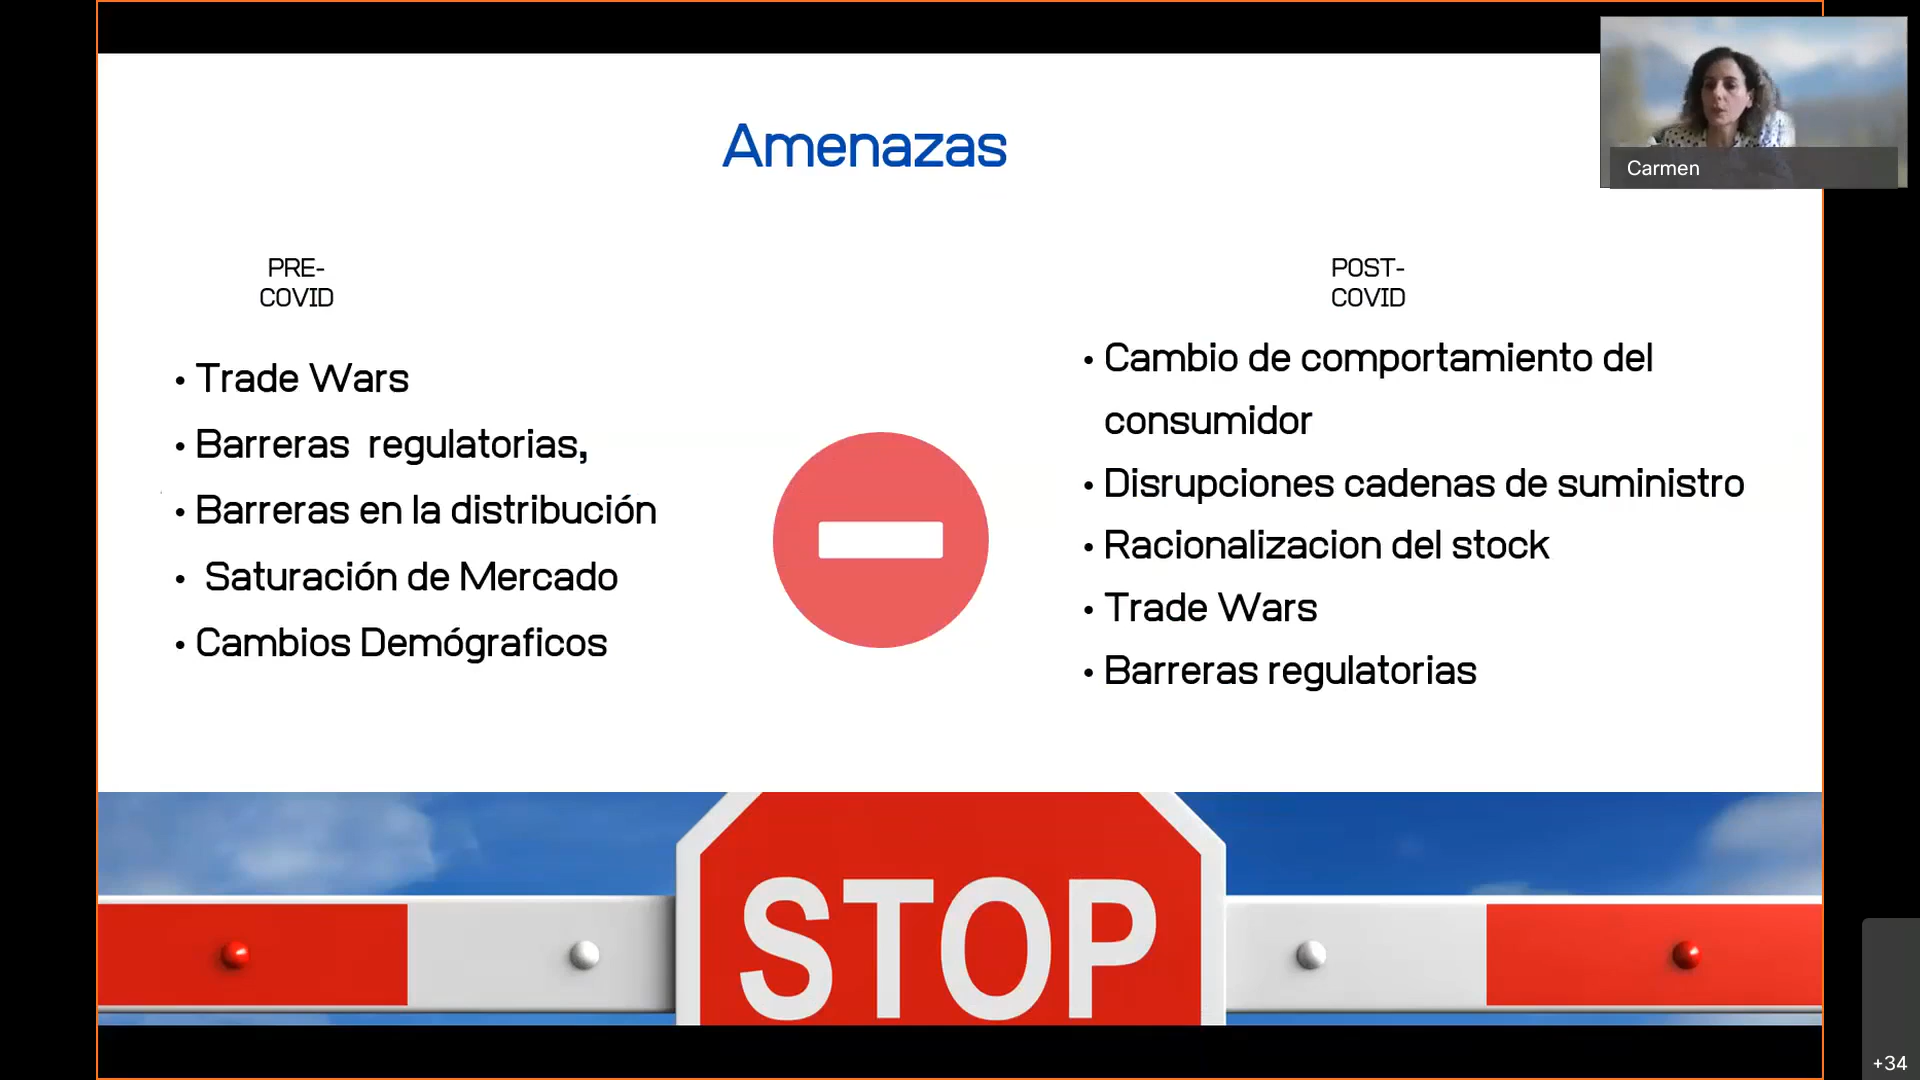 Amenazas
Carmen
PRE-
COVID
• Trade Wars
• Barreras regulatorias,
• Barreras en la distribución
• Saturación de Mercado
• Cambios Demógraficos
POST-
COVID
• Cambio de comportamiento del
consumidor
• Disrupciones cadenas de suministro
• Racionalizacion del stock
• Trade Wars
• Barreras regulatorias
STOP
+34